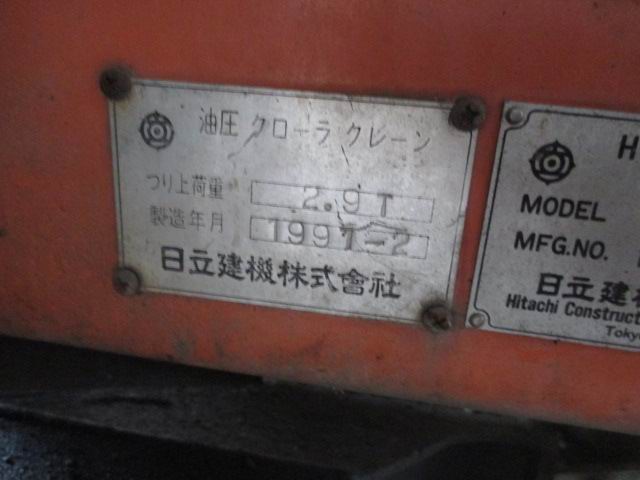 油圧 クローラ クレーン
つり上荷重 2.9T
製造年月 1991-2
日立建機株式會社
H
MODEL
MFG.NO.
日立建
Hitachi Construct
Tokyo